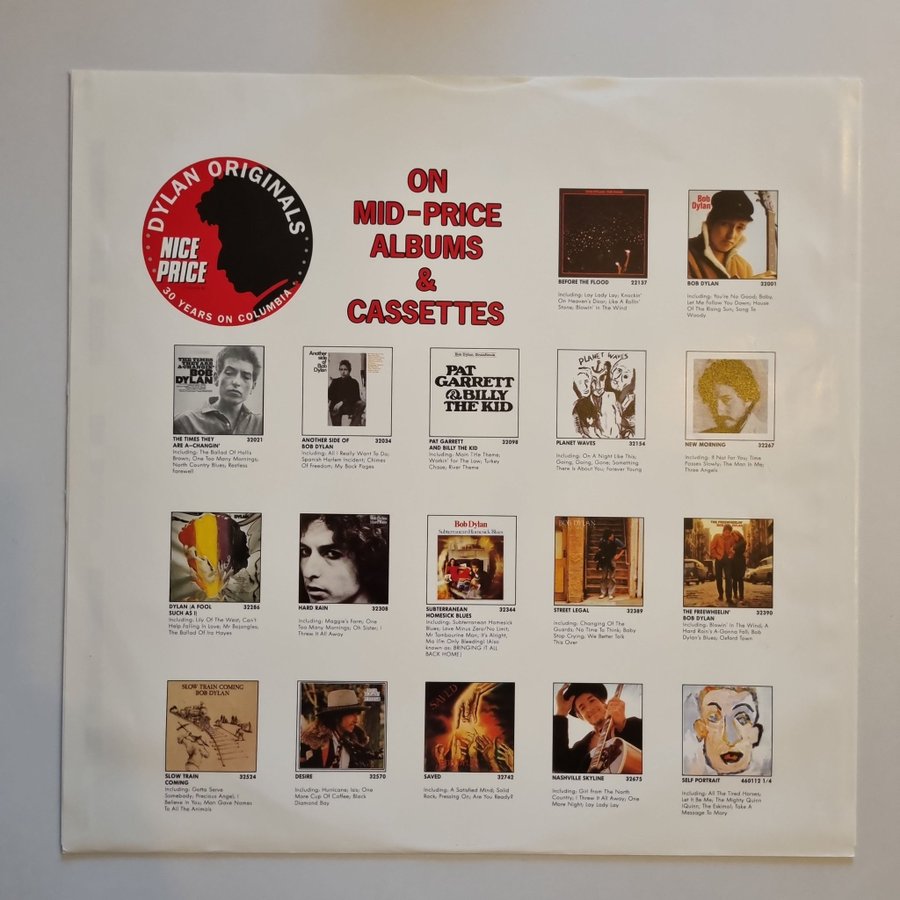 DYLAN ORIGINALS
NICE
PRICE
30 YEARS ON COLUMBIA
ON
MID-PRICE
ALBUMS
&
CASSETTES
BEFORE THE FLOOD 22137
Including: Lay Lady Lay; Knockin'
On Heaven's Door; Like A Rollin'
Stone; Blowin' in The Wind
Bob
Dylan
BOB DYLAN 32001
Including: You're No Good; Baby,
Let Me Follow You Down; House
Of The Rising Sun; Song To
Woody
THE TIMES
THEY ARE
A-CHANGIN'
BOB
DYLAN
THE TIMES THEY 32021
ARE A-CHANGIN'
Including: The Ballad Of Hollis
Brown; One Too Many Mornings;
North Country Blues; Restless
Farewell
Another
side of
Bob
Dylan
ANOTHER SIDE OF 32034
BOB DYLAN
Including: All I Really Want To Do;
Spanish Harlem Incident; Chimes
Of Freedom; My Back Pages
Bob Dylan, Soundtrack
PAT
GARRETT
& BILLY
THE KID
PAT GARRETT 32098
AND BILLY THE KID
Including: Main Title Theme;
Workin' For The Law; Turkey
Chase; River Theme
PLANET WAVES
PLANET WAVES 32154
Including: On A Night Like This;
Going, Going, Gone; Something
There Is About You; Forever Young
NEW MORNING 32267
Including: If Not For You; Time
Passes Slowly; The Man In Me;
Three Angels
DYLAN
DYLAN (A FOOL 32286
SUCH AS I)
Including: Lily Of The West; Can't
Help Falling In Love; Mr Bojangles;
The Ballad Of Ira Hayes
HARD RAIN 32308
Including: Maggie's Farm; One
Too Many Mornings; Oh Sister; I
Threw It All Away
Bob Dylan
Subterranean Homesick Blues
SUBTERRANEAN 32344
HOMESICK BLUES
Including: Subterranean Homesick
Blues; Love Minus Zero/No Limit;
Mr Tambourine Man; It's Alright,
Ma (I'm Only Bleeding) (Also
known as: BRINGING IT ALL
BACK HOME)
BOB DYLAN
STREET LEGAL 32389
Including: Changing Of The
Guards; No Time To Think; Baby
Stop Crying; We Better Talk
This Over
THE FREEWHEELIN'
BOB DYLAN
THE FREEWHEELIN' 32390
BOB DYLAN
Including: Blowin' In The Wind; A
Hard Rain's A-Gonna Fall; Bob
Dylan's Blues; Oxford Town
SLOW TRAIN COMING
BOB DYLAN
SLOW TRAIN 32524
COMING
Including: Gotta Serve
Somebody; Precious Angel; I
Believe in You; Man Gave Names
To All The Animals
DESIRE 32570
Including: Hurricane; Isis; One
More Cup Of Coffee; Black
Diamond Bay
SAVED
SAVED 32742
Including: A Satisfied Mind; Solid
Rock; Pressing On; Are You Ready?
NASHVILLE SKYLINE 32675
Including: Girl from The North
Country; I Threw It All Away; One
More Night; Lay Lady Lay
SELF PORTRAIT 460112 1/4
Including: All The Tired Horses;
Let It Be Me; The Mighty Quinn
(Quinn, The Eskimo); Take A
Message To Mary